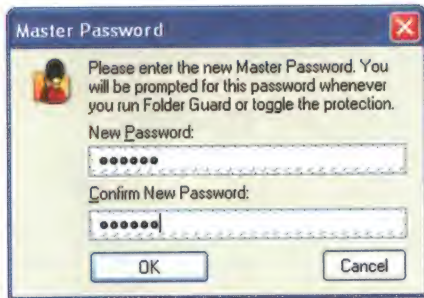 Master Password
Please enter the new Master Password. You
will be prompted for this password whenever
you run Folder Guard or toggle the protection.
New Password:
●●●●●●
Confirm New Password:
●●●●●●
OK
Cancel